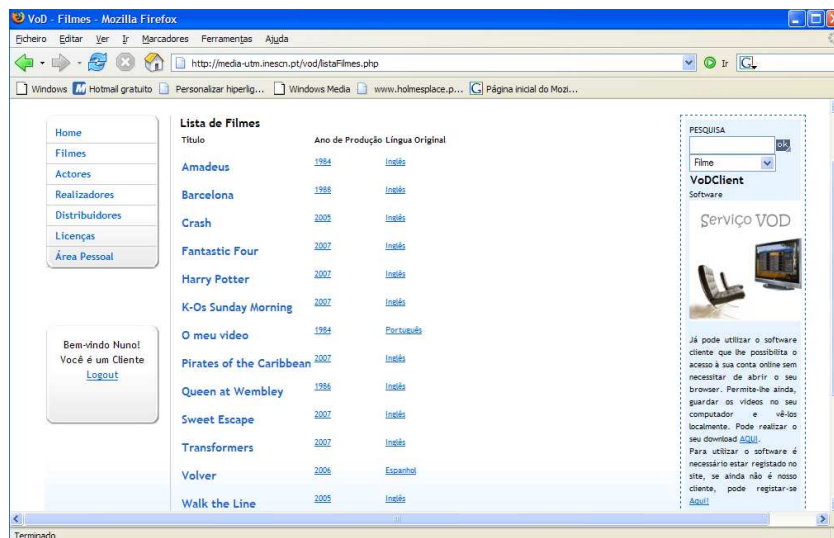 VoD - Filmes - Mozilla Firefox
Ficheiro Editar Ver Ir Marcadores Ferramentas Ajuda
http://media-utm.inescn.pt/vod/listaFilmes.php
Ir
Windows Hotmail gratuito Personalizar hiperlig... Windows Media www.holmesplace.p... Página inicial do Mozi...
Home
Filmes
Actores
Realizadores
Distribuidores
Licenças
Área Pessoal
Bem-vindo Nuno!
Você é um Cliente
Logout
Lista de Filmes
Título Ano de Produção Língua Original
Amadeus 1984 Inglês
Barcelona 1988 Inglês
Crash 2005 Inglês
Fantastic Four 2007 Inglês
Harry Potter 2007 Inglês
K-Os Sunday Morning 2007 Inglês
O meu video 1984 Português
Pirates of the Caribbean 2007 Inglês
Queen at Wembley 1986 Inglês
Sweet Escape 2007 Inglês
Transformers 2007 Inglês
Volver 2006 Espanhol
Walk the Line 2005 Inglês
PESQUISA
ok
Filme
VoDClient
Software
Serviço VOD
Já pode utilizar o software
cliente que lhe possibilita o
acesso à sua conta online sem
necessitar de abrir o seu
browser. Permite-lhe ainda,
guardar os videos no seu
computador e vê-los
localmente. Pode realizar o
seu download AQUI.
Para utilizar o software é
necessário estar registado no
site, se ainda não é nosso
cliente, pode registar-se
Aqui!
Terminado